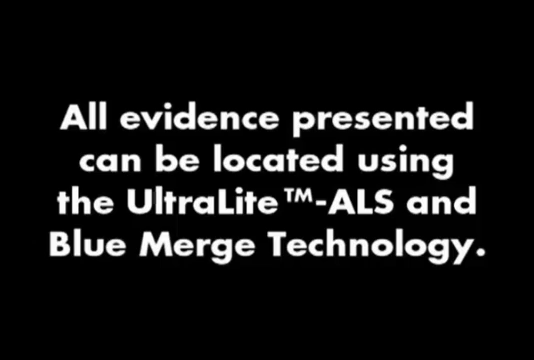 All evidence presented
can be located using
the UltraLite™-ALS and
Blue Merge Technology.